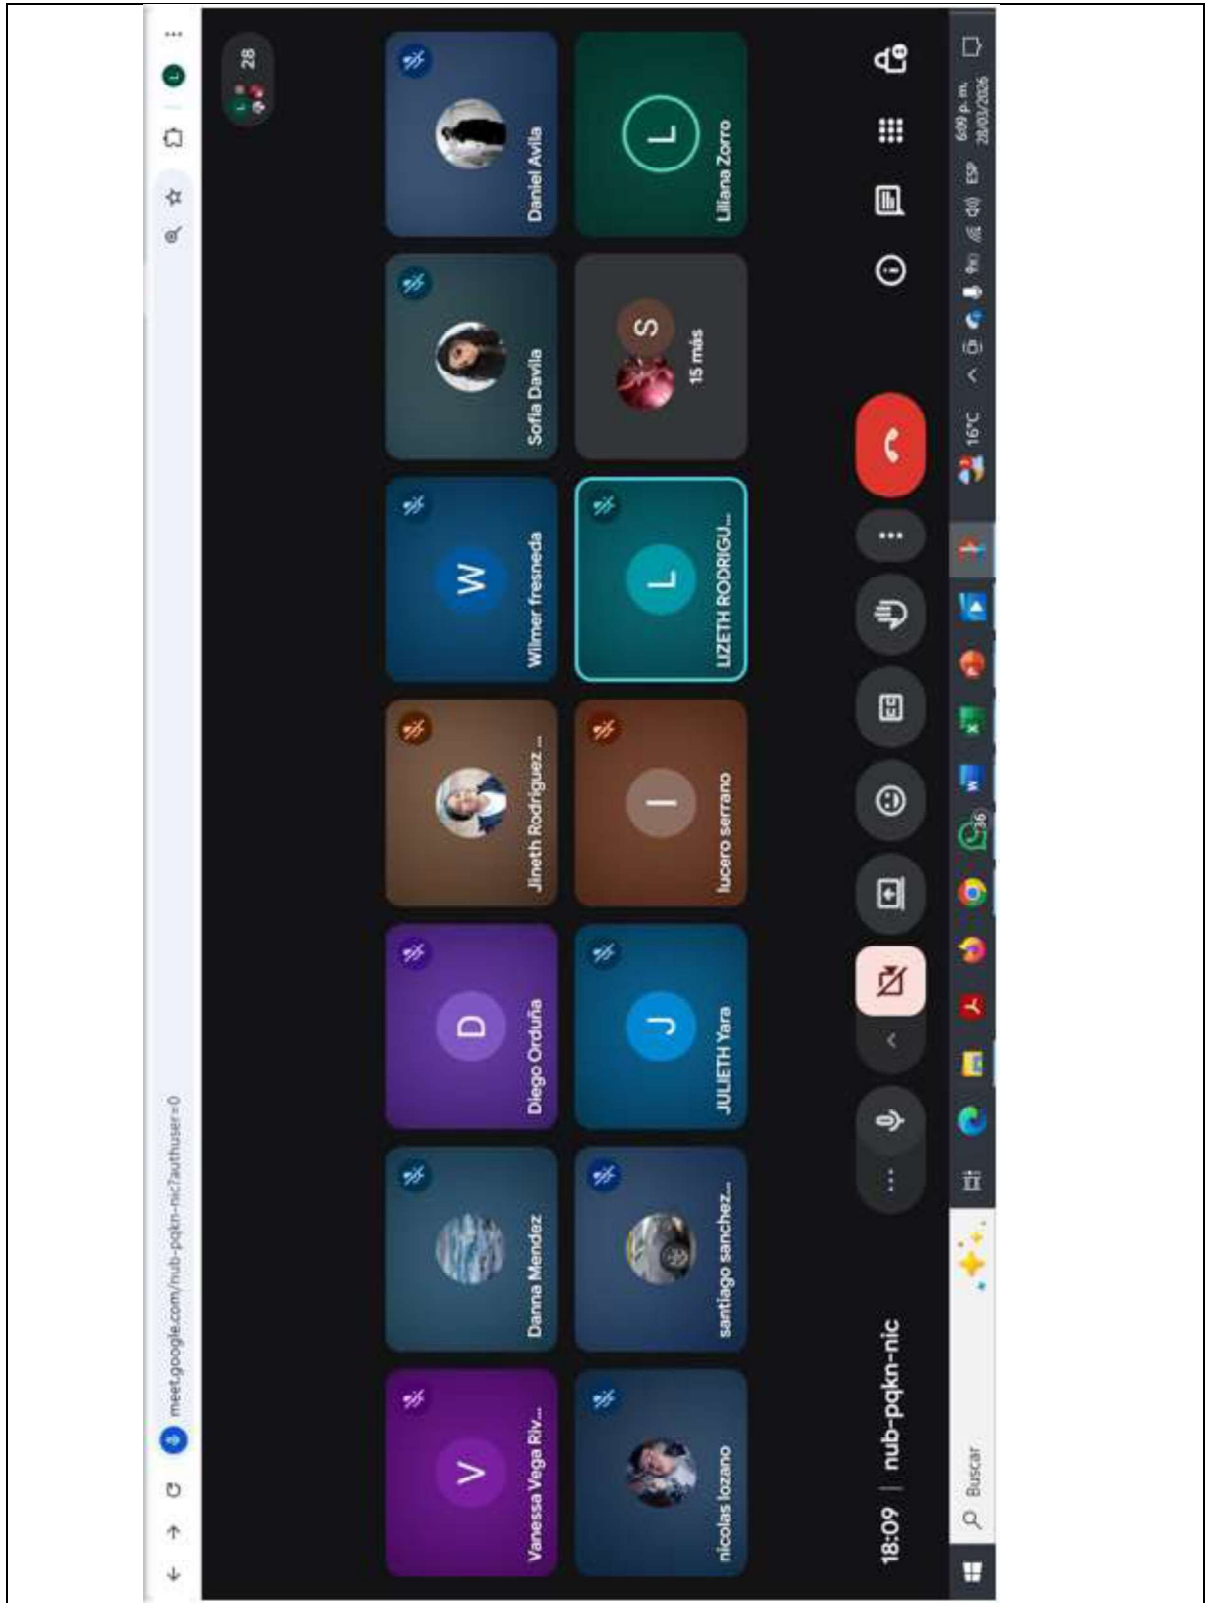 meet.google.com/nub-pqkn-nic?authuser=0
L
28
V
Vanessa Vega Riv...
Danna Mendez
D
Diego Orduña
Jineth Rodríguez ...
W
Wilmer fresneda
Sofia Davila
Daniel Avila
nicolas lozano
santiago sanchez...
J
JULIETH Yara
l
lucero serrano
L
LIZETH RODRIGU...
S
15 más
L
Liliana Zorro
18:09 | nub-pqkn-nic
CC
Buscar
36
16°C
ESP
6:09 p. m.
28/03/2026